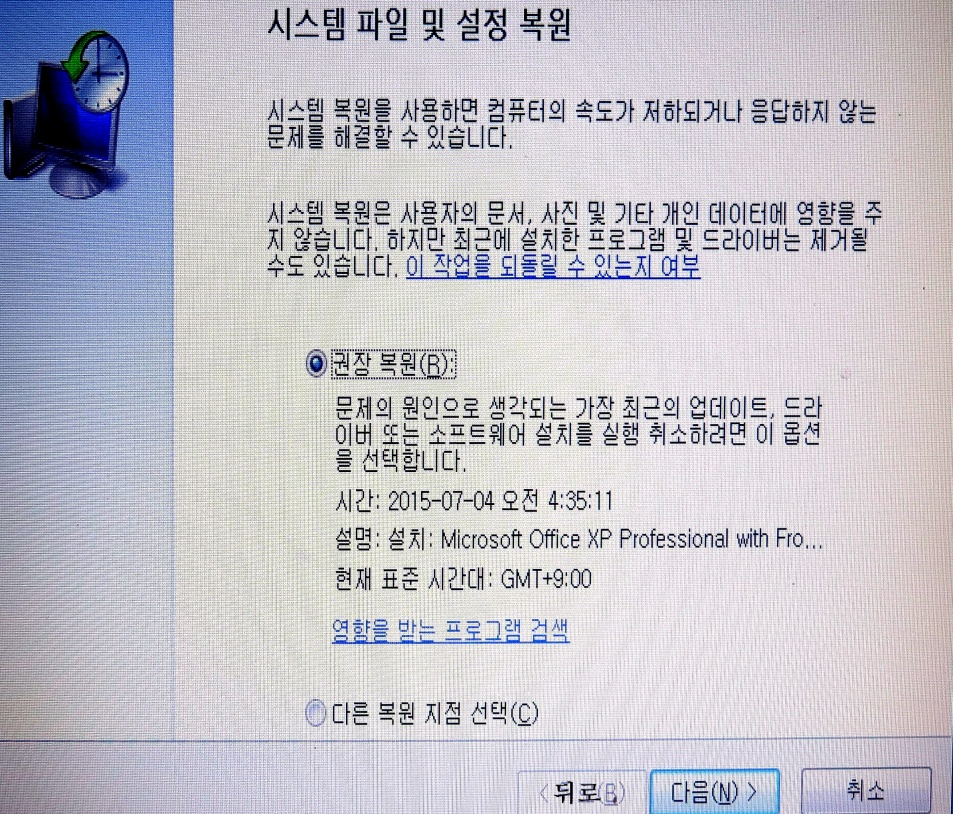 시스템 파일 및 설정 복원
시스템 복원을 사용하면 컴퓨터의 속도가 저하되거나 응답하지 않는
문제를 해결할 수 있습니다.
시스템 복원은 사용자의 문서, 사진 및 기타 개인 데이터에 영향을 주
지 않습니다. 하지만 최근에 설치한 프로그램 및 드라이버는 제거될
수도 있습니다. 이 작업을 되돌릴 수 있는지 여부
권장 복원(R):
문제의 원인으로 생각되는 가장 최근의 업데이트, 드라
이버 또는 소프트웨어 설치를 실행 취소하려면 이 옵션
을 선택합니다.
시간: 2015-07-04 오전 4:35:11
설명: 설치: Microsoft Office XP Professional with Fro...
현재 표준 시간대: GMT+9:00
영향을 받는 프로그램 검색
다른 복원 지점 선택(C)
< 뒤로(B) 다음(N) > 취소